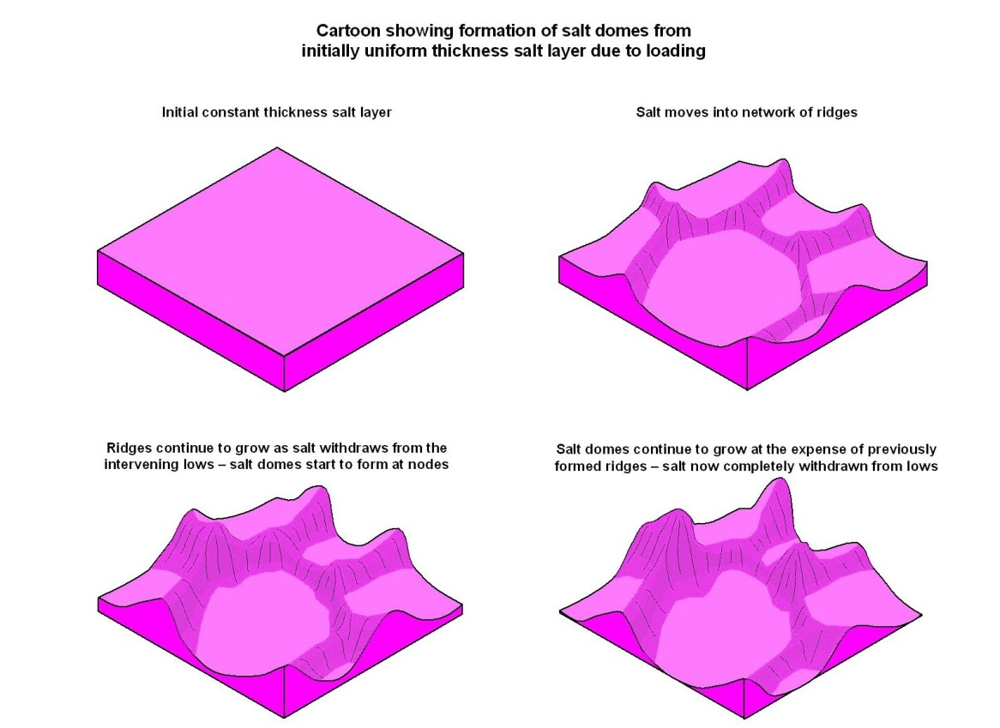 Cartoon showing formation of salt domes from
initially uniform thickness salt layer due to loading
Initial constant thickness salt layer
Salt moves into network of ridges
Ridges continue to grow as salt withdraws from the
intervening lows – salt domes start to form at nodes
Salt domes continue to grow at the expense of previously
formed ridges – salt now completely withdrawn from lows